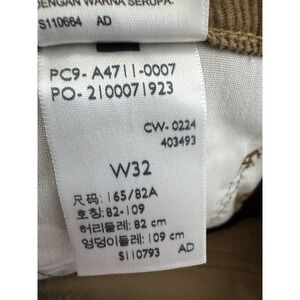 DENGAN WARNA SERUPA.
S110664 AD
PC9- A4711-0007
PO- 2100071923
CW- 0224
403493
W32
尺码: 165/82A
호칭: 82-109
허리둘레: 82 cm
엉덩이둘레: 109 cm
S110793 AD